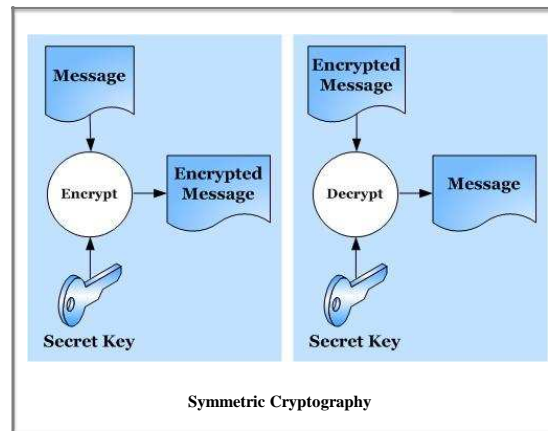 Message
Encrypt
Encrypted
Message
Secret Key
Encrypted
Message
Decrypt
Message
Secret Key
Symmetric Cryptography